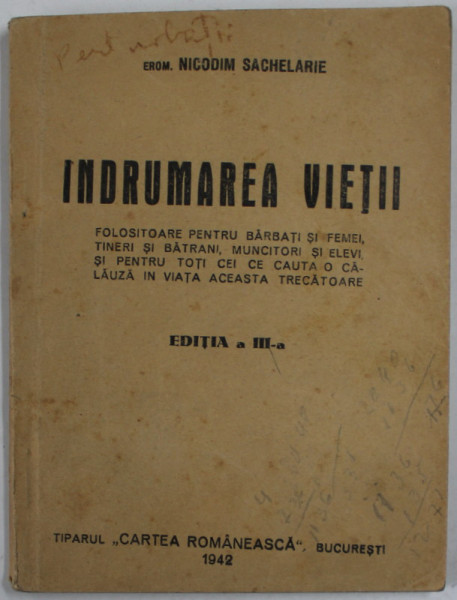 EROM. NICODIM SACHELARIE
INDRUMAREA VIEȚII
FOLOSITOARE PENTRU BĂRBAȚI ȘI FEMEI,
TINERI ȘI BĂTRANI, MUNCITORI ȘI ELEVI
ȘI PENTRU TOȚI CEI CE CAUTA O CĂ-
LĂUZĂ IN VIAȚA ACEASTA TRECĂTOARE
EDIȚIA a III-a
TIPARUL „CARTEA ROMÂNEASCĂ“, BUCUREȘTI
1942